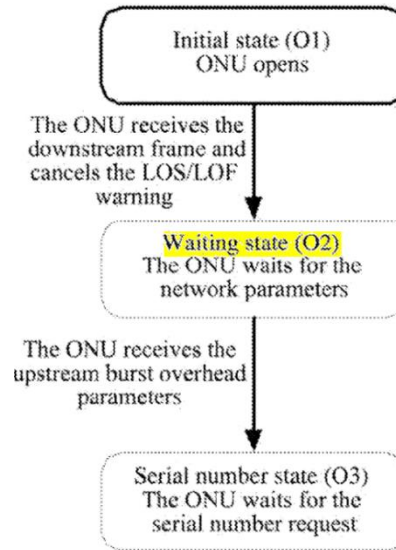 Initial state (O1)
ONU opens
The ONU receives the
downstream frame and
cancels the LOS/LOF
warning
Waiting state (O2)
The ONU waits for the
network parameters
The ONU receives the
upstream burst overhead
parameters
Serial number state (O3)
The ONU waits for the
serial number request